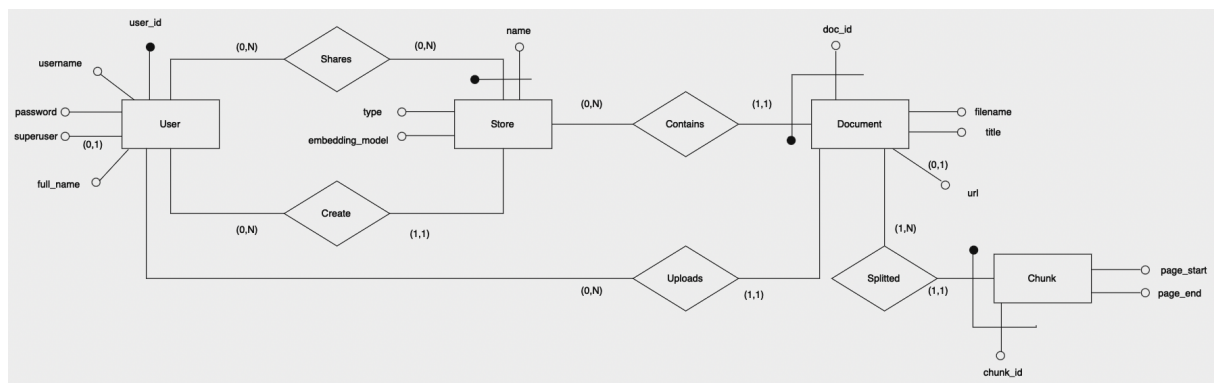 user_id
name
doc_id
(0,N)
(0,N)
Shares
username
password
superuser
(0,1)
full_name
User
type
embedding_model
Store
(0,N)
Contains
(1,1)
Document
filename
title
(0,1)
url
Create
(0,N)
(1,1)
(1,N)
Uploads
(0,N)
(1,1)
Splitted
(1,1)
Chunk
page_start
page_end
chunk_id